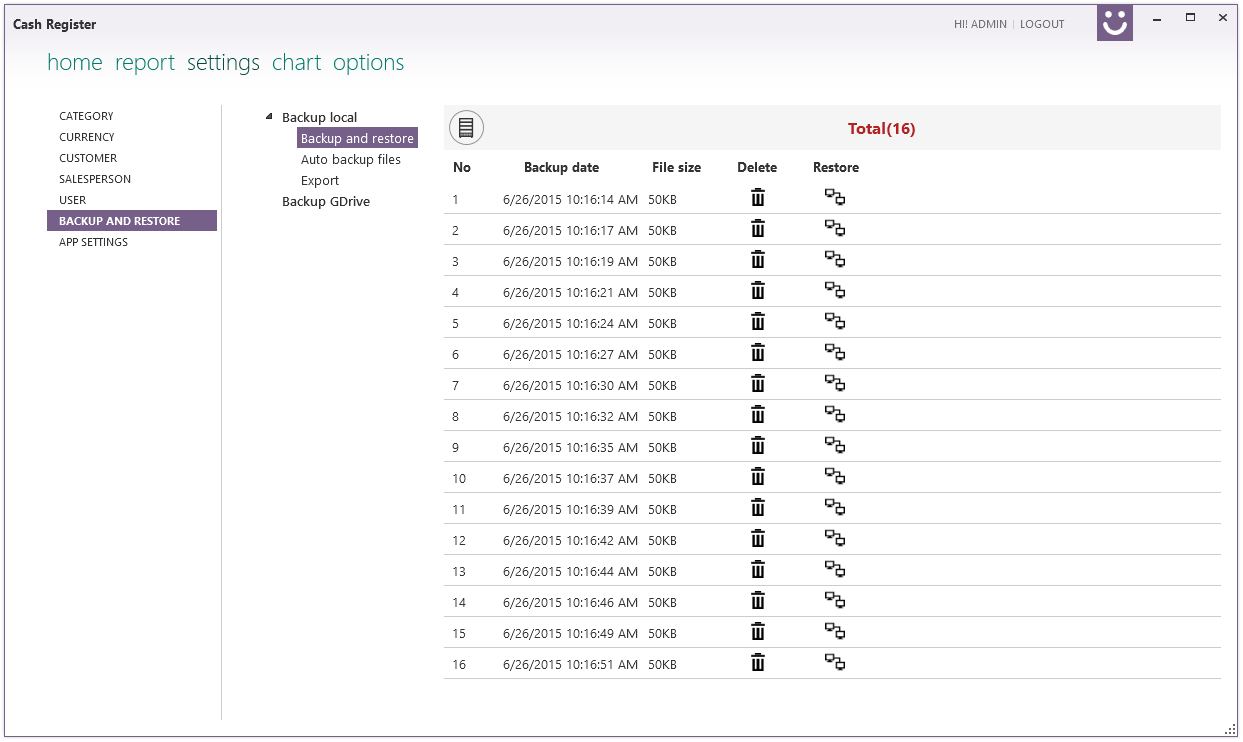 Cash Register
HI! ADMIN | LOGOUT
home report settings chart options
CATEGORY
CURRENCY
CUSTOMER
SALESPERSON
USER
BACKUP AND RESTORE
APP SETTINGS
Backup local
Backup and restore
Auto backup files
Export
Backup GDrive
Total(16)
No Backup date File size Delete Restore
1 6/26/2015 10:16:14 AM 50KB
2 6/26/2015 10:16:17 AM 50KB
3 6/26/2015 10:16:19 AM 50KB
4 6/26/2015 10:16:21 AM 50KB
5 6/26/2015 10:16:24 AM 50KB
6 6/26/2015 10:16:27 AM 50KB
7 6/26/2015 10:16:30 AM 50KB
8 6/26/2015 10:16:32 AM 50KB
9 6/26/2015 10:16:35 AM 50KB
10 6/26/2015 10:16:37 AM 50KB
11 6/26/2015 10:16:39 AM 50KB
12 6/26/2015 10:16:42 AM 50KB
13 6/26/2015 10:16:44 AM 50KB
14 6/26/2015 10:16:46 AM 50KB
15 6/26/2015 10:16:49 AM 50KB
16 6/26/2015 10:16:51 AM 50KB